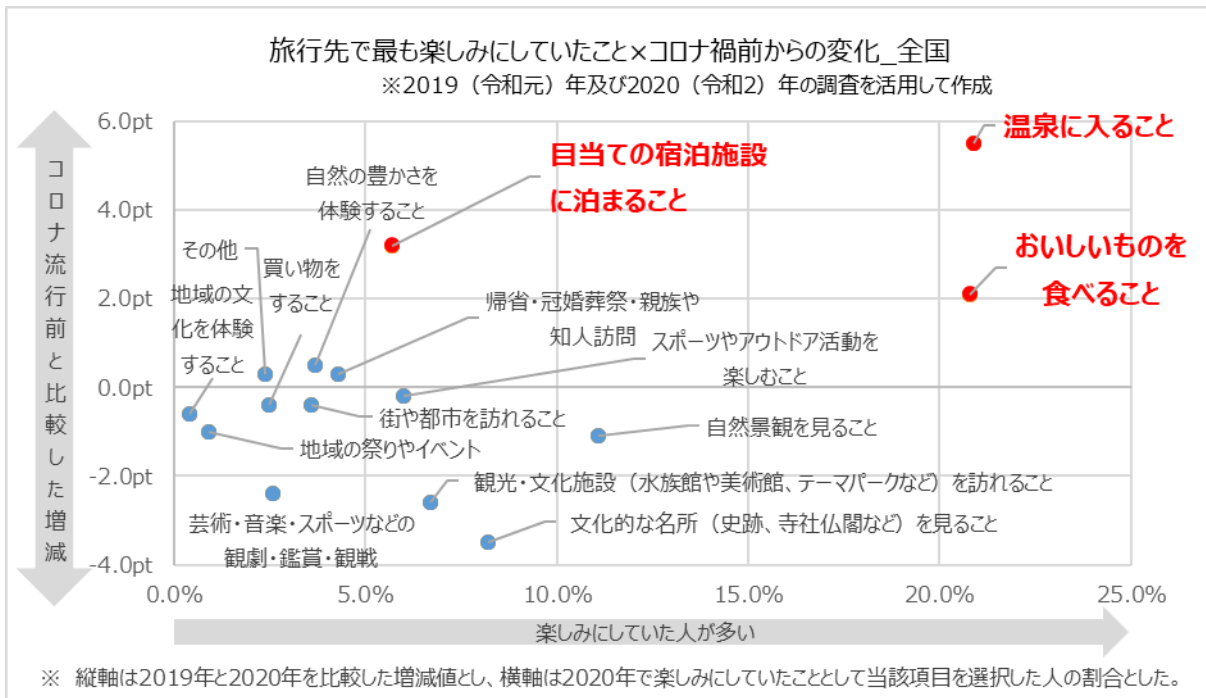 旅行先で最も楽しみにしていたこと×コロナ禍前からの変化_全国
※2019（令和元）年及び2020（令和2）年の調査を活用して作成
コロナ流行前と比較した増減
6.0pt
4.0pt
2.0pt
0.0pt
-2.0pt
-4.0pt
温泉に入ること
目当ての宿泊施設
に泊まること
自然の豊かさを
体験すること
おいしいものを
食べること
その他
買い物を
すること
地域の文
化を体験
すること
帰省・冠婚葬祭・親族や
知人訪問
スポーツやアウトドア活動を
楽しむこと
街や都市を訪れること
自然景観を見ること
地域の祭りやイベント
観光・文化施設（水族館や美術館、テーマパークなど）を訪れること
芸術・音楽・スポーツなどの
観劇・鑑賞・観戦
文化的な名所（史跡、寺社仏閣など）を見ること
0.0%
5.0%
10.0%
15.0%
20.0%
25.0%
楽しみにしていた人が多い
※ 縦軸は2019年と2020年を比較した増減値とし、横軸は2020年で楽しみにしていたこととして当該項目を選択した人の割合とした。